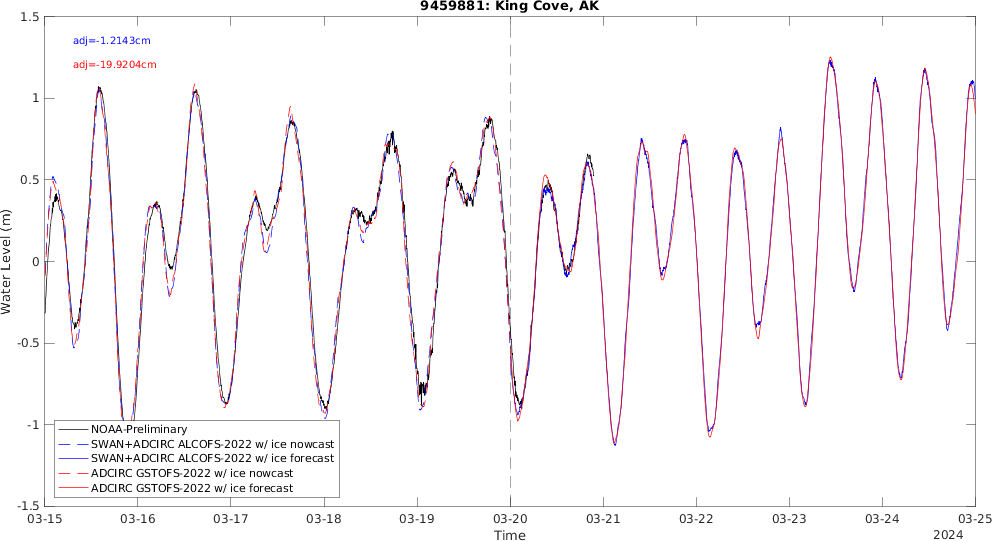 9459881: King Cove, AK
adj=-1.2143cm
adj=-19.9204cm
Water Level (m)
1.5
1
0.5
0
-0.5
-1
-1.5
NOAA-Preliminary
SWAN+ADCIRC ALCOFS-2022 w/ ice nowcast
SWAN+ADCIRC ALCOFS-2022 w/ ice forecast
ADCIRC GSTOFS-2022 w/ ice nowcast
ADCIRC GSTOFS-2022 w/ ice forecast
03-15 03-16 03-17 03-18 03-19 03-20 03-21 03-22 03-23 03-24 03-25
Time
2024